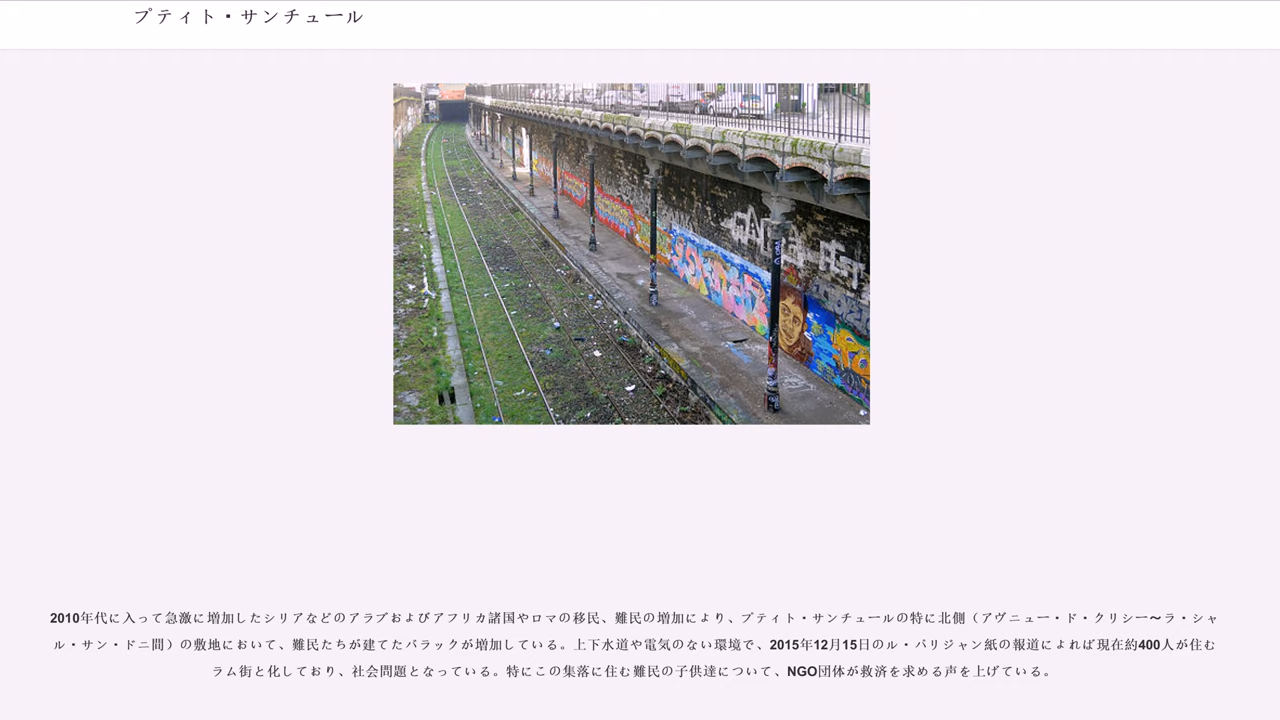 プティト・サンチュール
2010年代に入って急激に増加したシリアなどのアラブおよびアフリカ諸国やロマの移民、難民の増加により、プティト・サンチュールの特に北側（アヴニュー・ド・クリシー〜ラ・シャ
ル・サン・ドニ間）の敷地において、難民たちが建てたバラックが増加している。上下水道や電気のない環境で、2015年12月15日のル・パリジャン紙の報道によれば現在約400人が住む
ラム街と化しており、社会問題となっている。特にこの集落に住む難民の子供達について、NGO団体が救済を求める声を上げている。